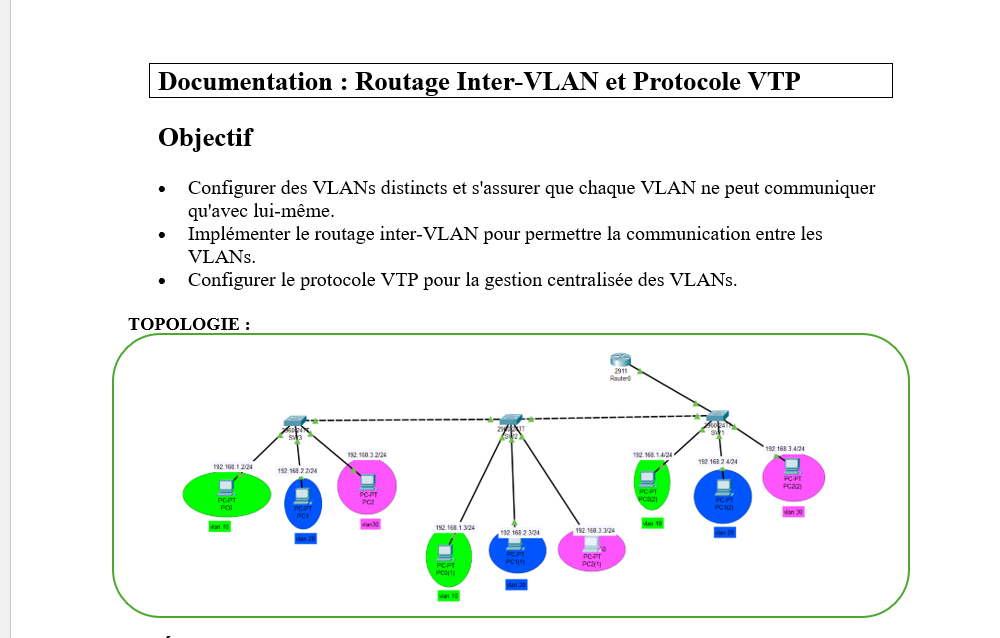 Documentation : Routage Inter-VLAN et Protocole VTP
Objectif
• Configurer des VLANs distincts et s'assurer que chaque VLAN ne peut communiquer
qu'avec lui-même.
• Implémenter le routage inter-VLAN pour permettre la communication entre les
VLANs.
• Configurer le protocole VTP pour la gestion centralisée des VLANs.
TOPOLOGIE :
2911
Router0
2960-24TT
SW3
2960-24TT
SW2
2960-24TT
SW1
192.168.1.2/24
PC-PT
PC0
vlan 10
192.168.2.2/24
PC-PT
PC1
vlan 20
192.168.3.2/24
PC-PT
PC2
vlan30
192.168.1.3/24
PC-PT
PC0(1)
vlan 10
192.168.2.3/24
PC-PT
PC1(1)
vlan 20
192.168.3.3/24
PC-PT
PC2(1)
192.168.1.4/24
PC-PT
PC0(2)
vlan 10
192.168.2.4/24
PC-PT
PC1(2)
vlan 20
192.168.3.4/24
PC-PT
PC2(2)
vlan 30